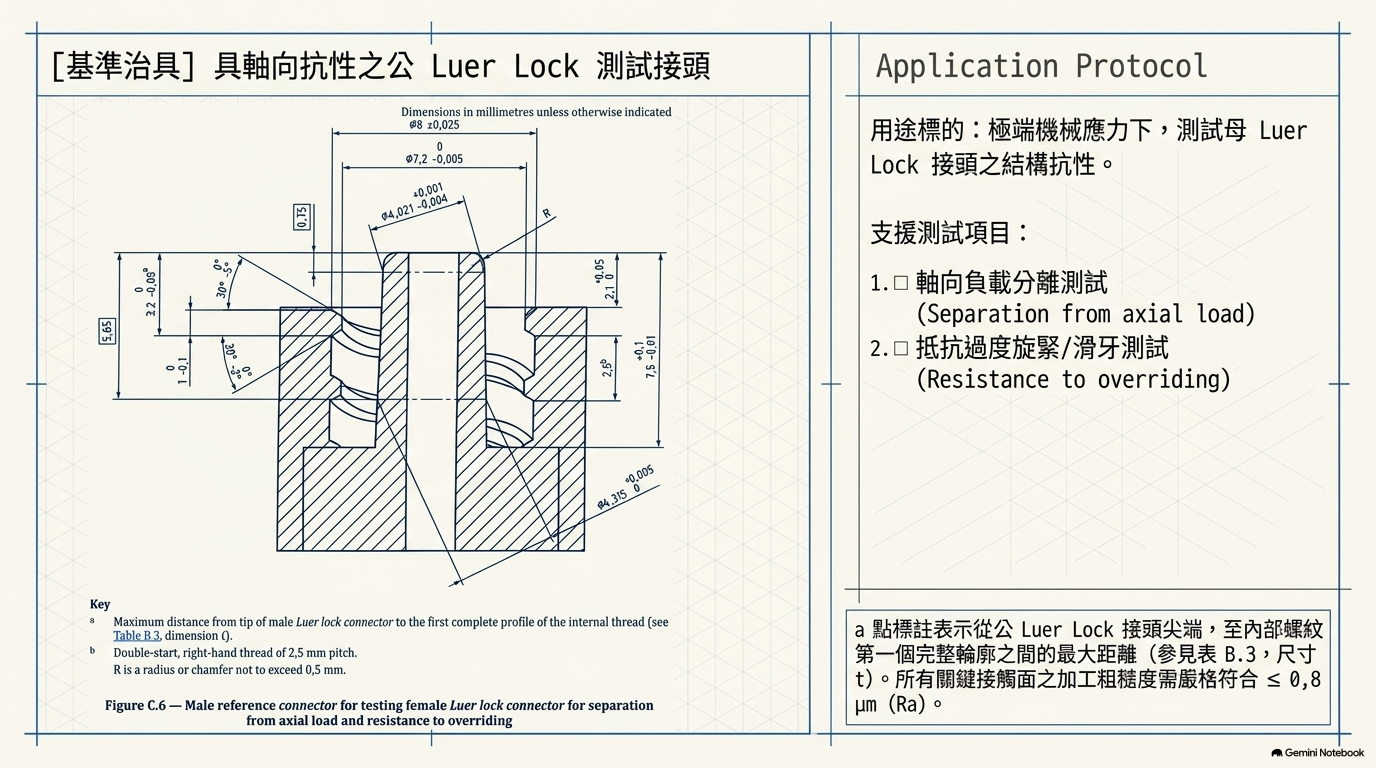 [基準治具] 具軸向抗性之公 Luer Lock 測試接頭
Dimensions in millimetres unless otherwise indicated
⌀8 ±0,025
0
⌀7,2 -0,005
+0,001
⌀4,021 -0,004
0,75
R
0
2,2 -0,09ª
0°
30° -5°
+0,05
2,1 0
5,65
0
1 -0,1
2,6ᵇ
+0,1
7,5 -0,01
+0,005
⌀4,315 0
Key
a Maximum distance from tip of male Luer lock connector to the first complete profile of the internal thread (see
Table B 3, dimension ().
b Double-start, right-hand thread of 2,5 mm pitch.
R is a radius or chamfer not to exceed 0,5 mm.
Figure C.6 — Male reference connector for testing female Luer lock connector for separation
from axial load and resistance to overriding
Application Protocol
用途標的：極端機械應力下，測試母 Luer
Lock 接頭之結構抗性。
支援測試項目：
1. □ 軸向負載分離測試
(Separation from axial load)
2. □ 抵抗過度旋緊/滑牙測試
(Resistance to overriding)
a 點標註表示從公 Luer Lock 接頭尖端，至內部螺紋
第一個完整輪廓之間的最大距離（參見表 B.3，尺寸
t）。所有關鍵接觸面之加工粗糙度需嚴格符合 ≤ 0,8
μm（Ra）。
Gemini Notebook